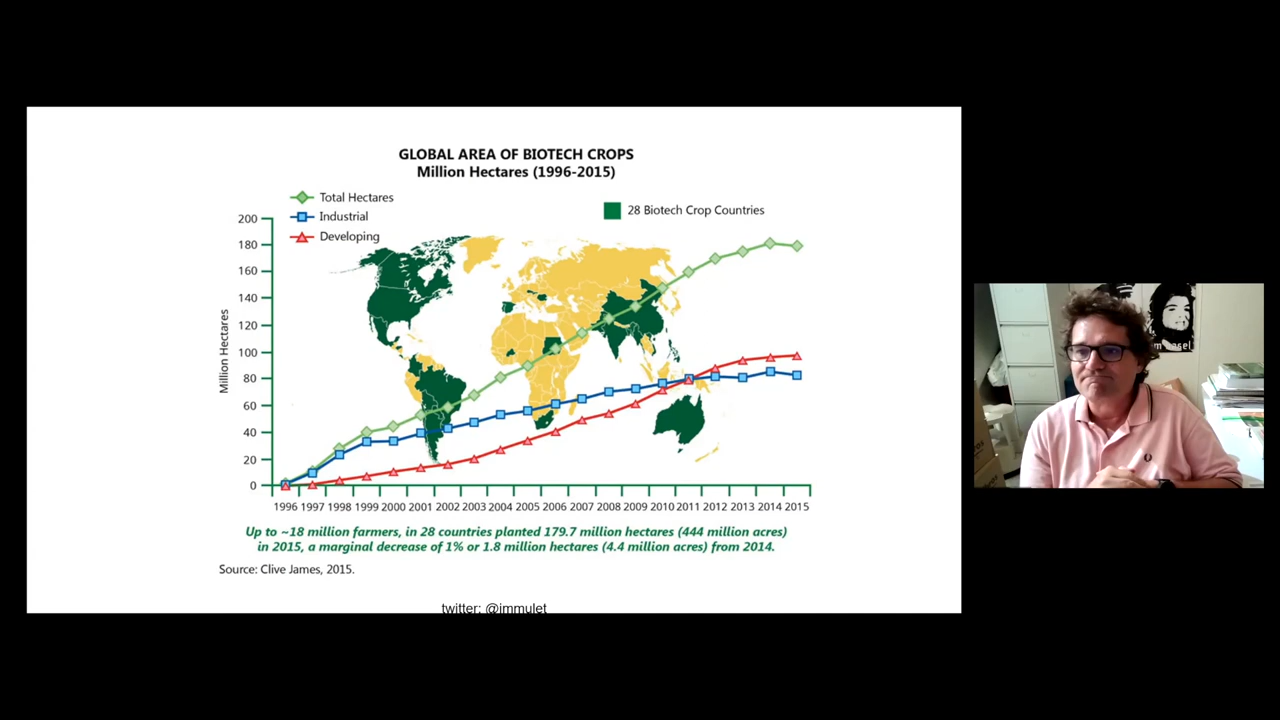 GLOBAL AREA OF BIOTECH CROPS
Million Hectares (1996-2015)
Total Hectares
Industrial
Developing
28 Biotech Crop Countries
Million Hectares
200
180
160
140
120
100
80
60
40
20
0
1996 1997 1998 1999 2000 2001 2002 2003 2004 2005 2006 2007 2008 2009 2010 2011 2012 2013 2014 2015
Up to ~18 million farmers, in 28 countries planted 179.7 million hectares (444 million acres)
in 2015, a marginal decrease of 1% or 1.8 million hectares (4.4 million acres) from 2014.
Source: Clive James, 2015.
twitter: @immulet